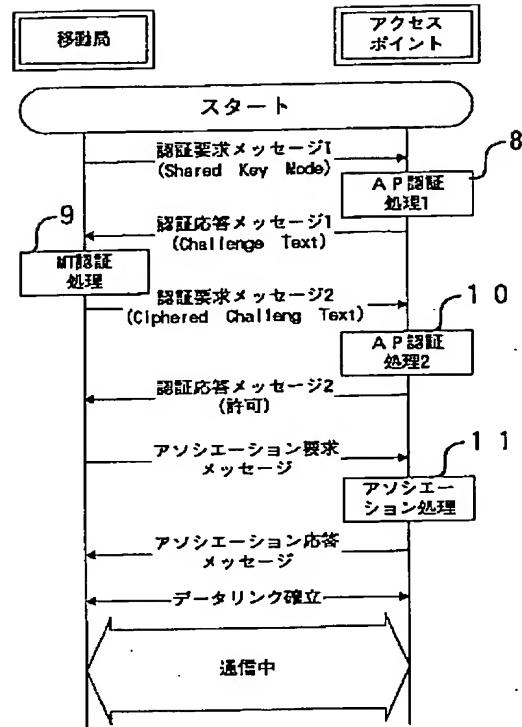 移動局
アクセス
ポイント
スタート
認証要求メッセージ1
(Shared Key Mode)
8
AP認証
処理1
認証応答メッセージ1
(Challenge Text)
9
MT認証
処理
認証要求メッセージ2
(Ciphered Challeng Text)
10
AP認証
処理2
認証応答メッセージ2
(許可)
アソシエーション要求
メッセージ
11
アソシエー
ション処理
アソシエーション応答
メッセージ
データリンク確立
通信中